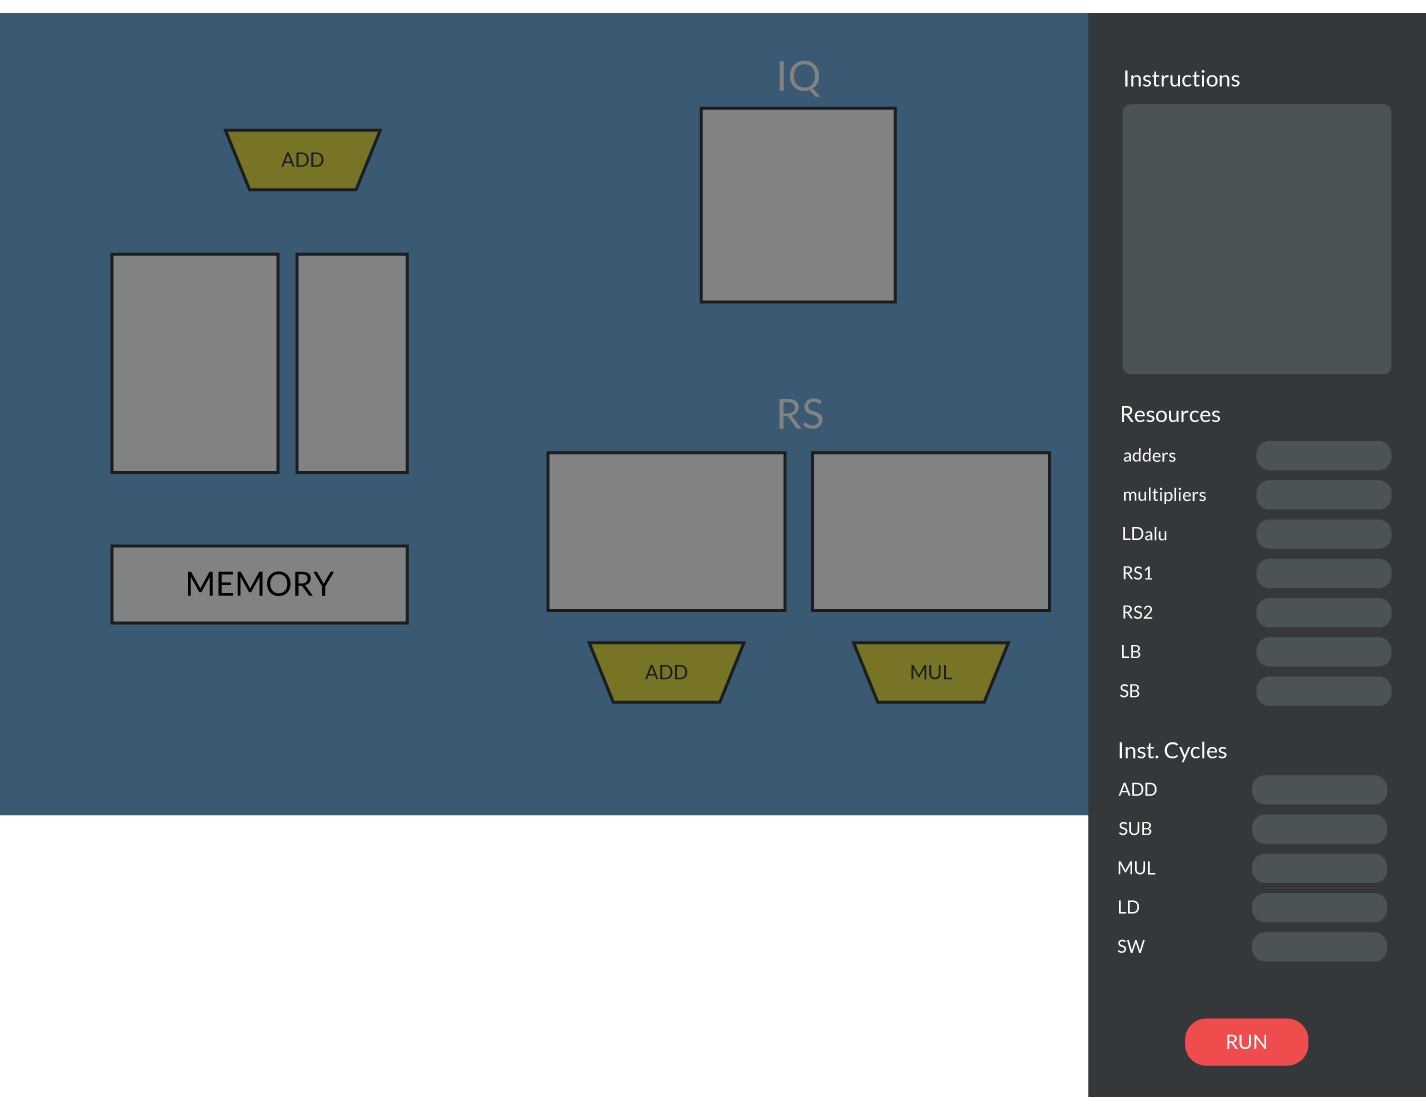 IQ
ADD
RS
MEMORY
ADD
MUL
Instructions
Resources
adders
multipliers
LDalu
RS1
RS2
LB
SB
Inst. Cycles
ADD
SUB
MUL
LD
SW
RUN